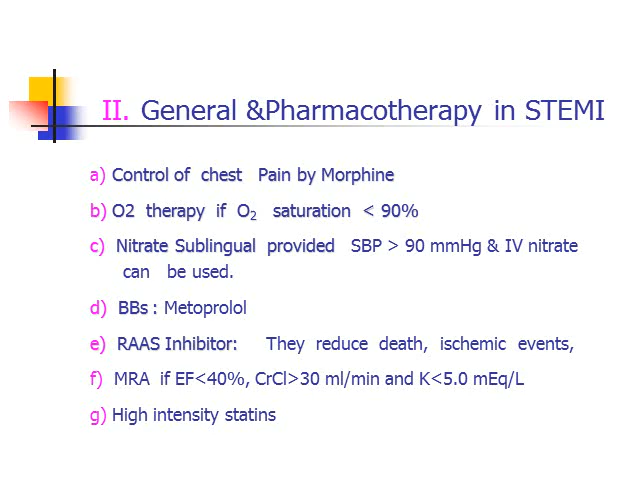 II. General &Pharmacotherapy in STEMI
a) Control of chest Pain by Morphine
b) O2 therapy if O₂ saturation < 90%
c) Nitrate Sublingual provided SBP > 90 mmHg & IV nitrate
can be used.
d) BBs : Metoprolol
e) RAAS Inhibitor: They reduce death, ischemic events,
f) MRA if EF<40%, CrCl>30 ml/min and K<5.0 mEq/L
g) High intensity statins